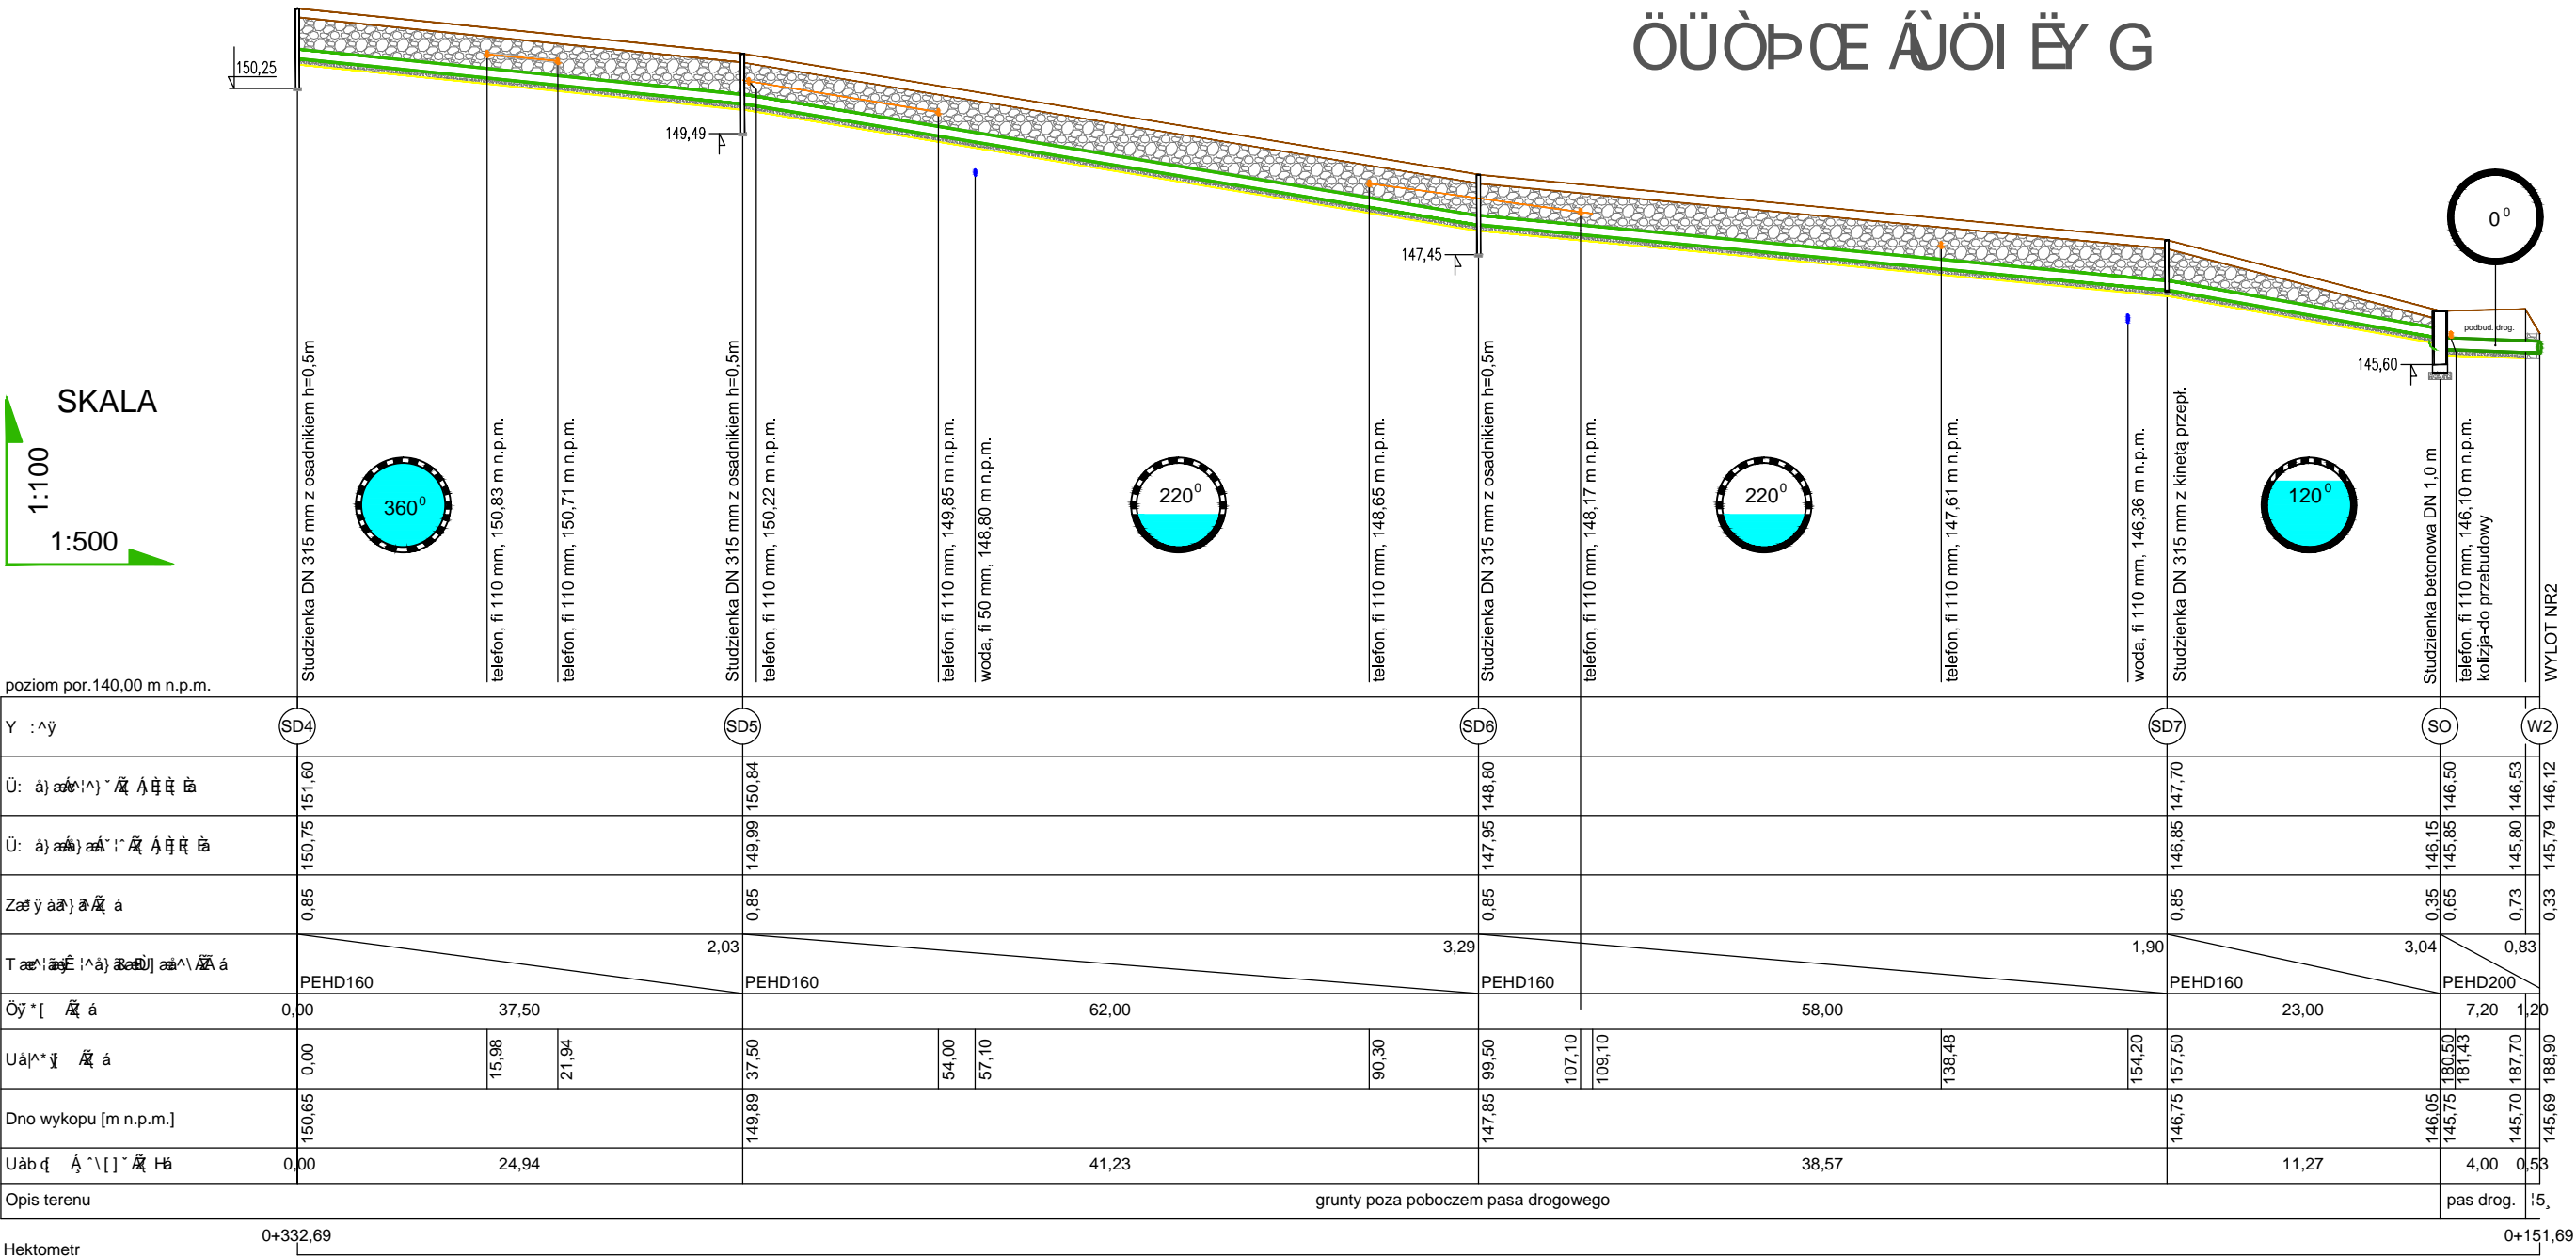 ÖÜÒÞŒ ÁÙÖI ËY G
150,25
149,49
147,45
145,60
0⁰
podbud. drog.
SKALA
1:100
1:500
360⁰
220⁰
220⁰
120⁰
Studzienka DN 315 mm z osadnikiem h=0,5m
telefon, fi 110 mm, 150,83 m n.p.m.
telefon, fi 110 mm, 150,71 m n.p.m.
Studzienka DN 315 mm z osadnikiem h=0,5m
telefon, fi 110 mm, 150,22 m n.p.m.
telefon, fi 110 mm, 149,85 m n.p.m.
woda, fi 50 mm, 148,80 m n.p.m.
telefon, fi 110 mm, 148,65 m n.p.m.
Studzienka DN 315 mm z osadnikiem h=0,5m
telefon, fi 110 mm, 148,17 m n.p.m.
telefon, fi 110 mm, 147,61 m n.p.m.
woda, fi 110 mm, 146,36 m n.p.m.
Studzienka DN 315 mm z kinetą przepł.
Studzienka betonowa DN 1,0 m
telefon, fi 110 mm, 146,10 m n.p.m.
kolizja-do przebudowy
WYLOT NR2
poziom por.140,00 m n.p.m.
SD4 SD5 SD6 SD7 SO W2
151,60 150,84 148,80 147,70 146,50 146,53 146,12
150,75 149,99 147,95 146,85 146,15 145,85 145,80 145,79
0,85 0,85 0,85 0,85 0,35 0,65 0,73 0,33
2,03 3,29 1,90 3,04 0,83
PEHD160 PEHD160 PEHD160 PEHD160 PEHD200
0,00 37,50 62,00 58,00 23,00 7,20 1,20
0,00 15,98 21,94 37,50 54,00 57,10 90,30 99,50 107,10 109,10 138,48 154,20 157,50 180,50 181,43 187,70 188,90
Dno wykopu [m n.p.m.] 150,65 149,89 147,85 146,75 146,05 145,75 145,70 145,69
0,00 24,94 41,23 38,57 11,27 4,00 0,53
Opis terenu grunty poza poboczem pasa drogowego pas drog.
0+332,69 0+151,69
Hektometr